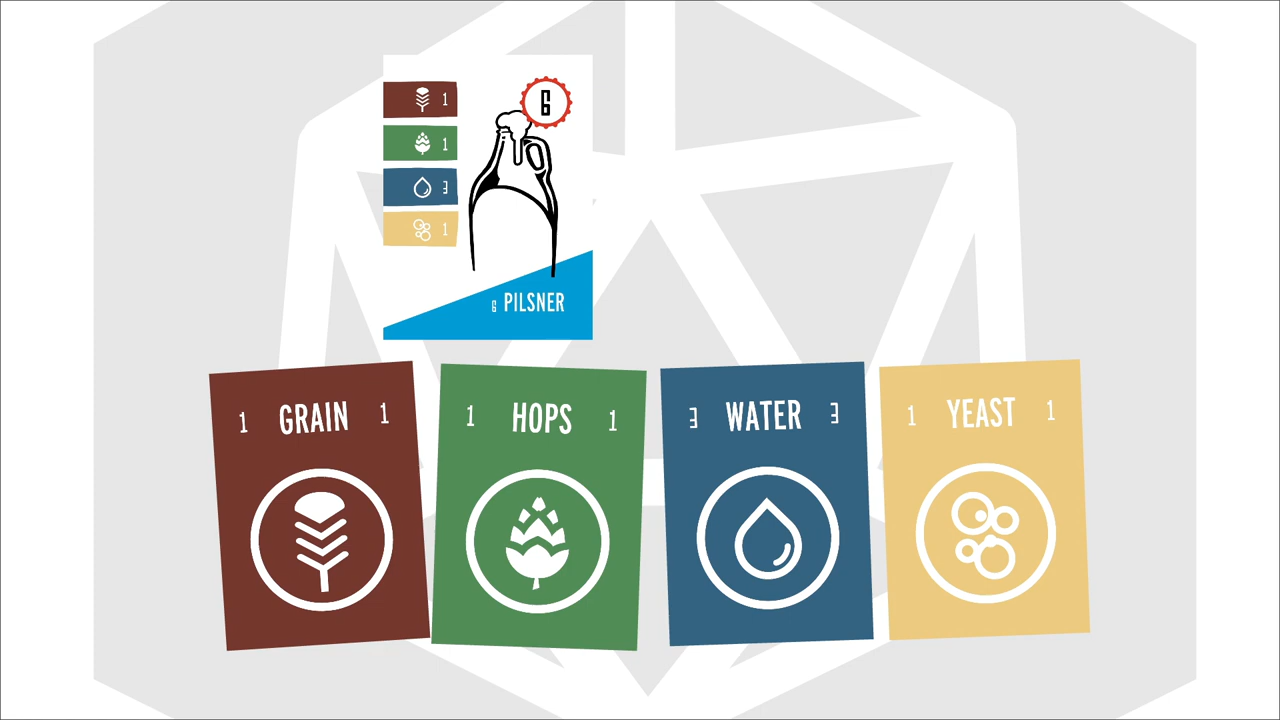 1
6
1
3
1
6 PILSNER
1 GRAIN 1
1 HOPS 1
3 WATER 3
1 YEAST 1